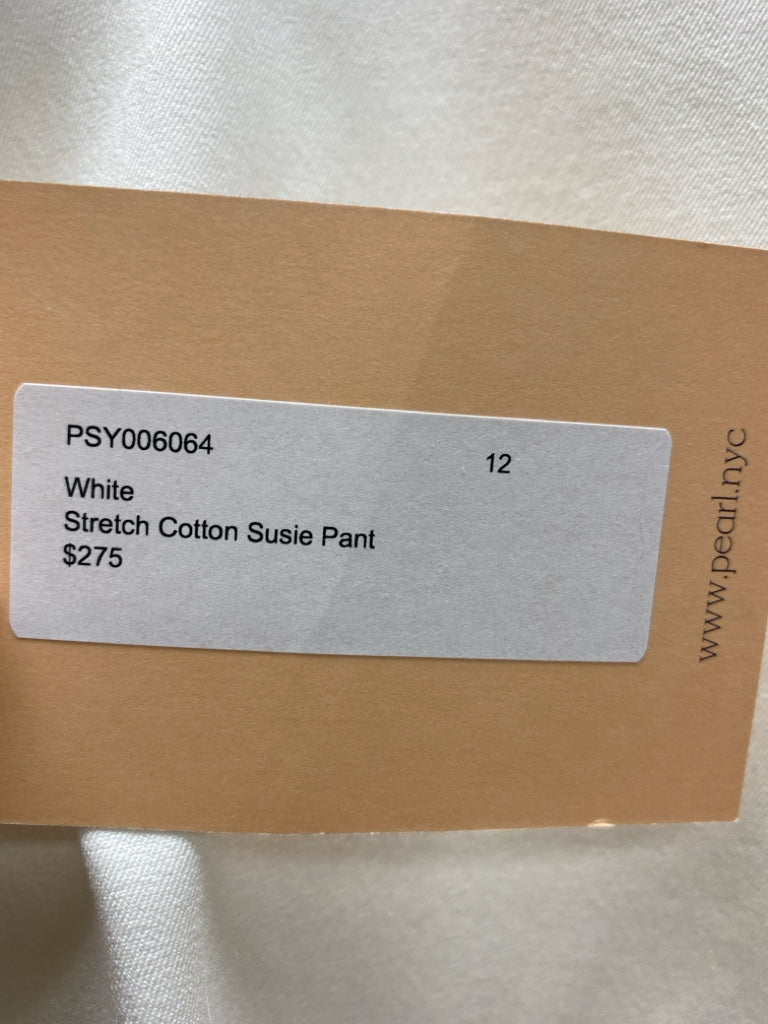 PSY006064 12
White
Stretch Cotton Susie Pant
$275
www.pearl.nyc